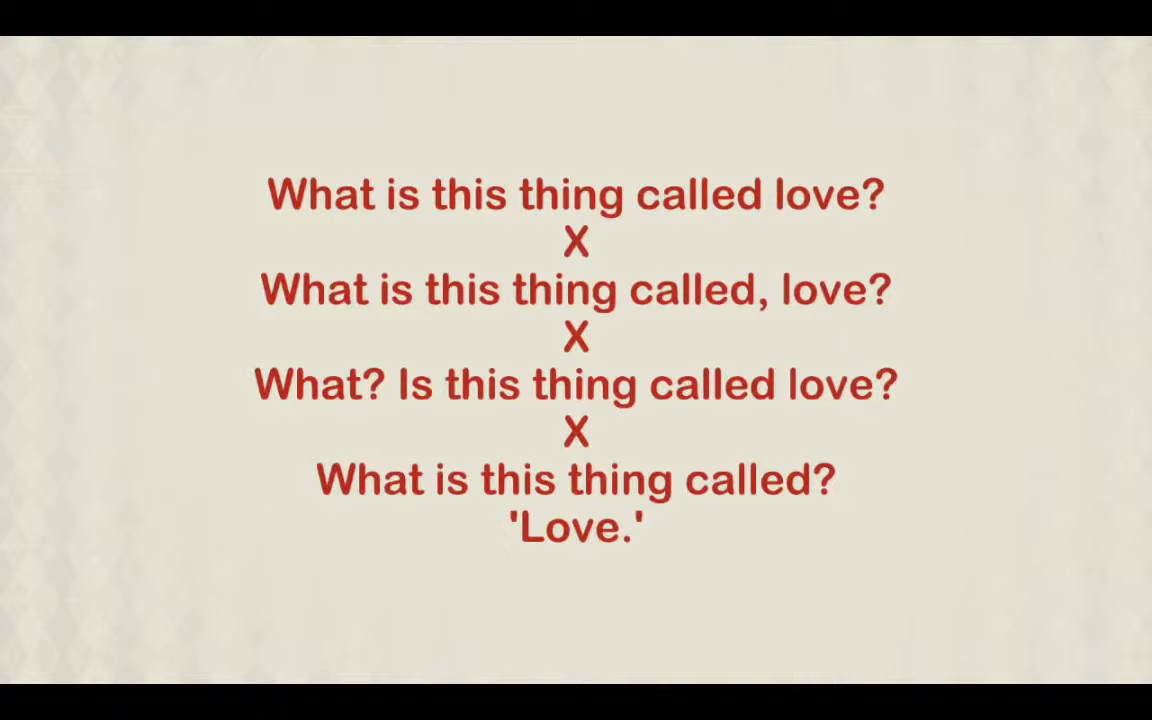 What is this thing called love?
X
What is this thing called, love?
X
What? Is this thing called love?
X
What is this thing called?
'Love.'